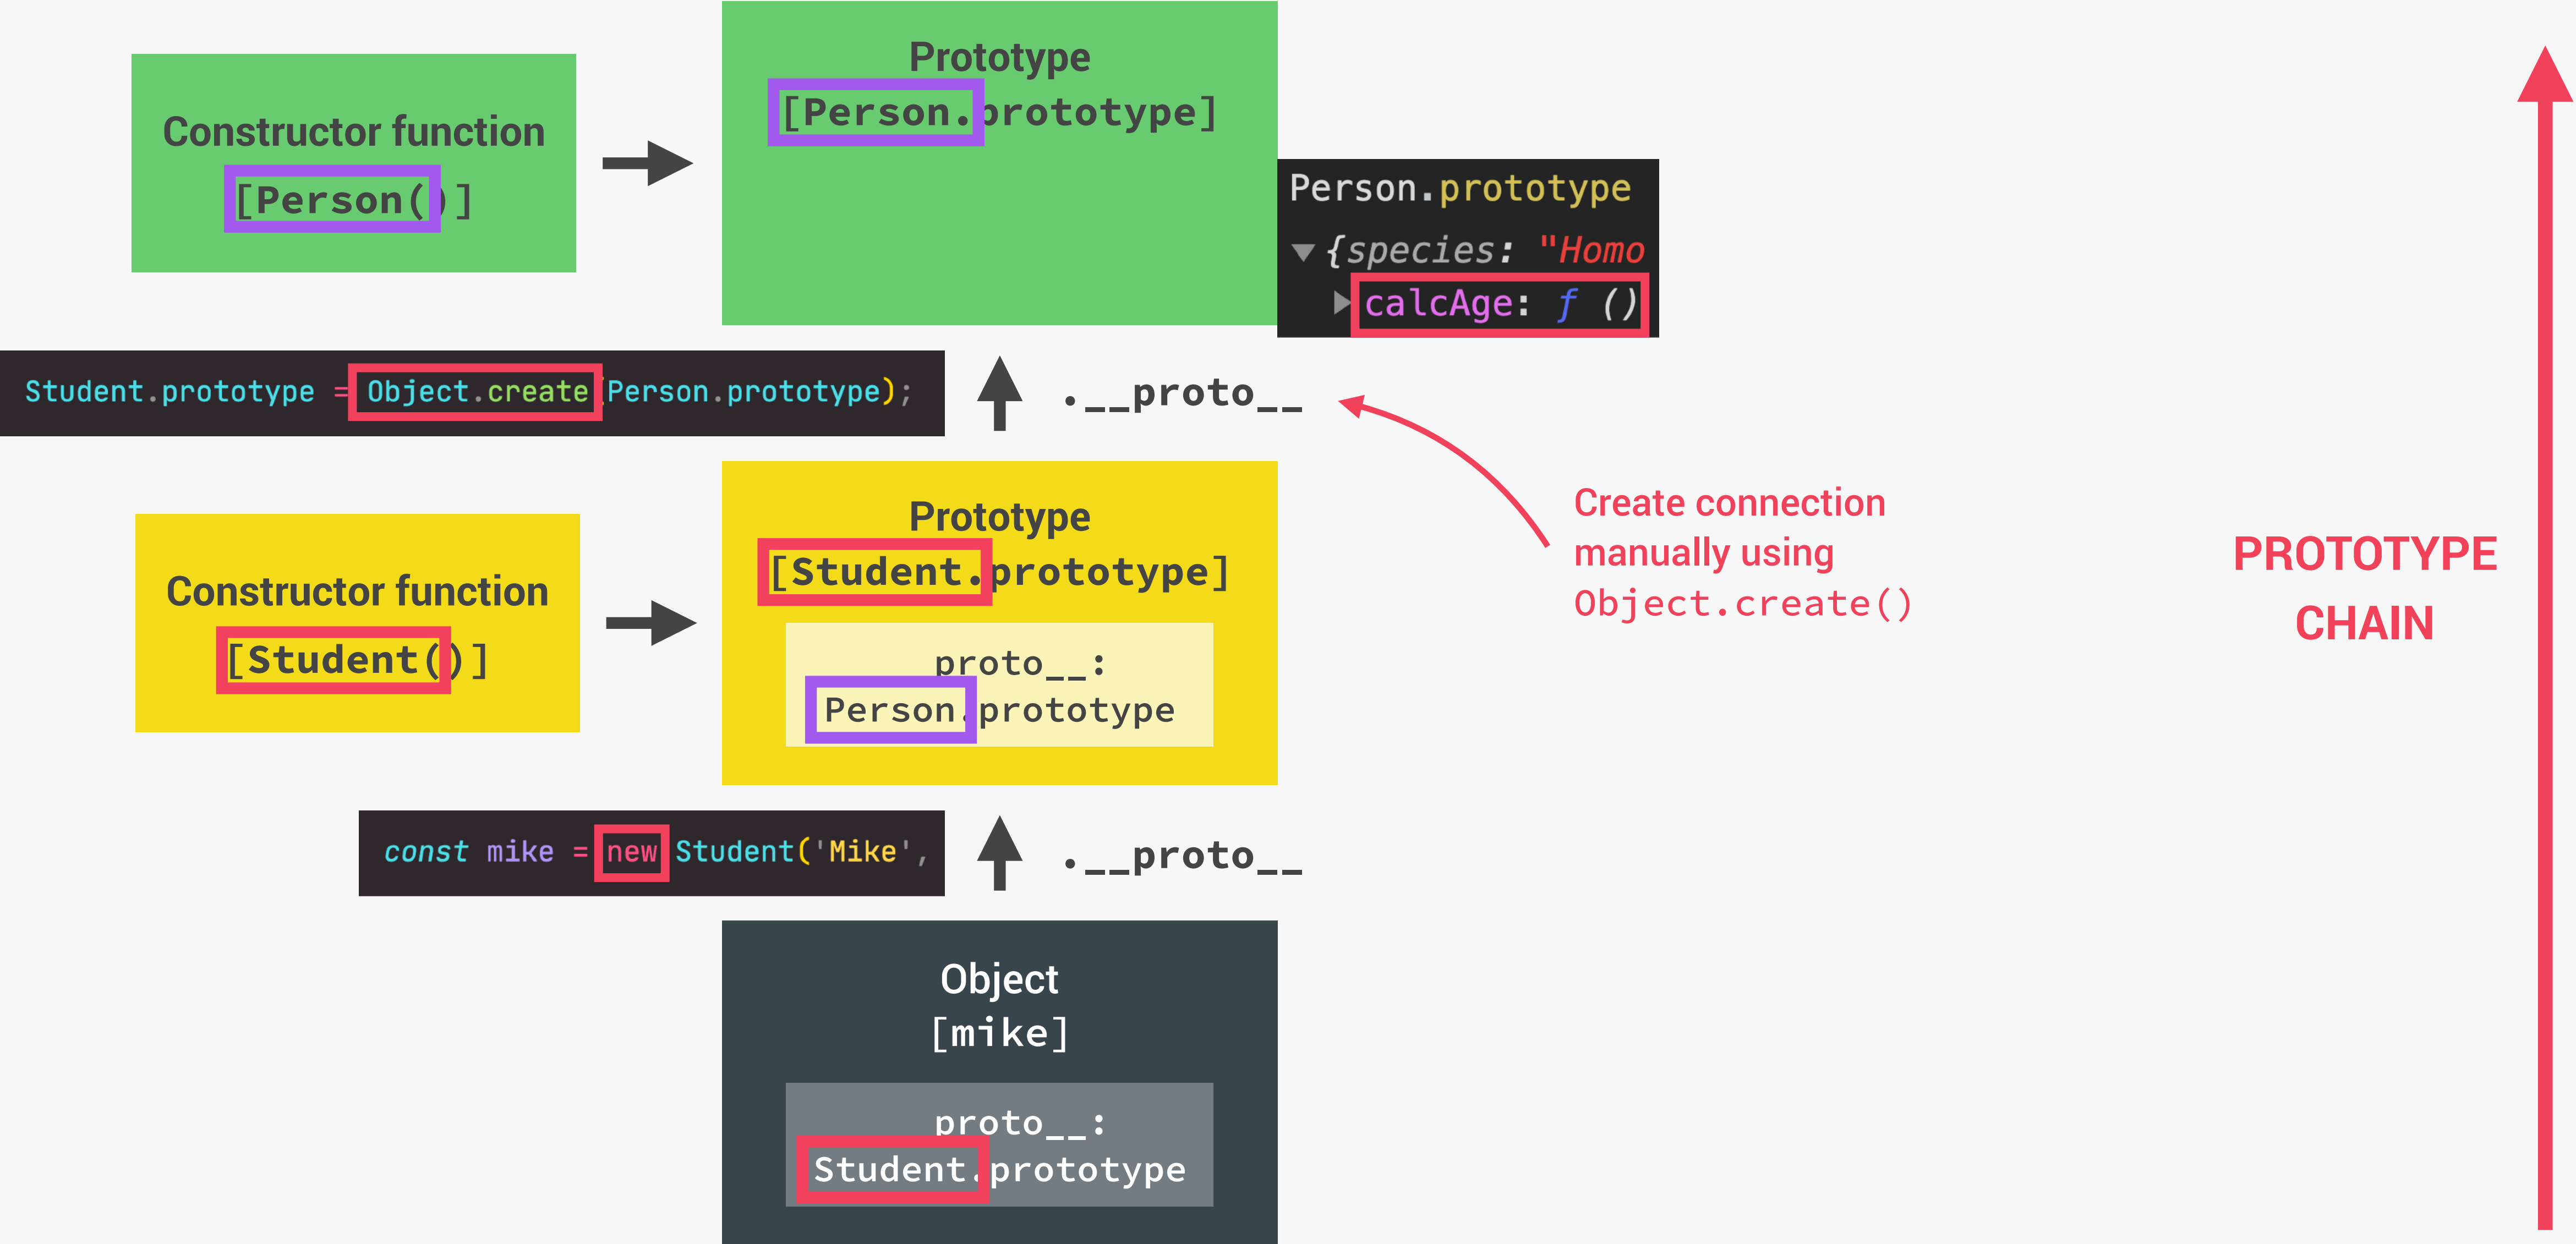 Constructor function
[Person()]
Prototype
[Person.prototype]
Person.prototype
{species: "Homo
calcAge: ƒ ()
Student.prototype = Object.create(Person.prototype);
.__proto__
Create connection
manually using
Object.create()
Constructor function
[Student()]
Prototype
[Student.prototype]
proto__:
Person.prototype
PROTOTYPE
CHAIN
const mike = new Student('Mike',
.__proto__
Object
[mike]
proto__:
Student.prototype